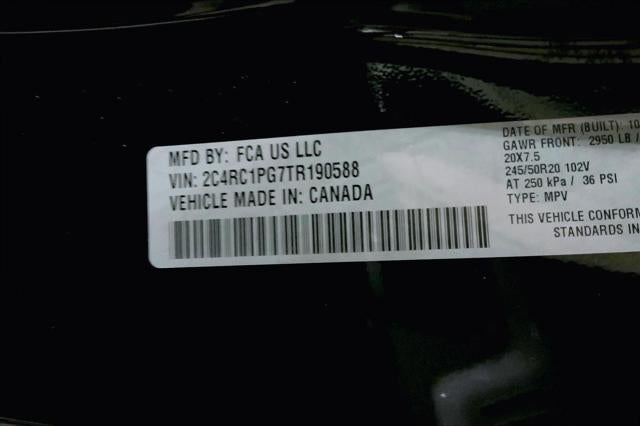 MFD BY: FCA US LLC
VIN: 2C4RC1PG7TR190588
VEHICLE MADE IN: CANADA
DATE OF MFR (BUILT): 10
GAWR FRONT: 2950 LB /
20X7.5
245/50R20 102V
AT 250 kPa / 36 PSI
TYPE: MPV
THIS VEHICLE CONFORM
STANDARDS IN